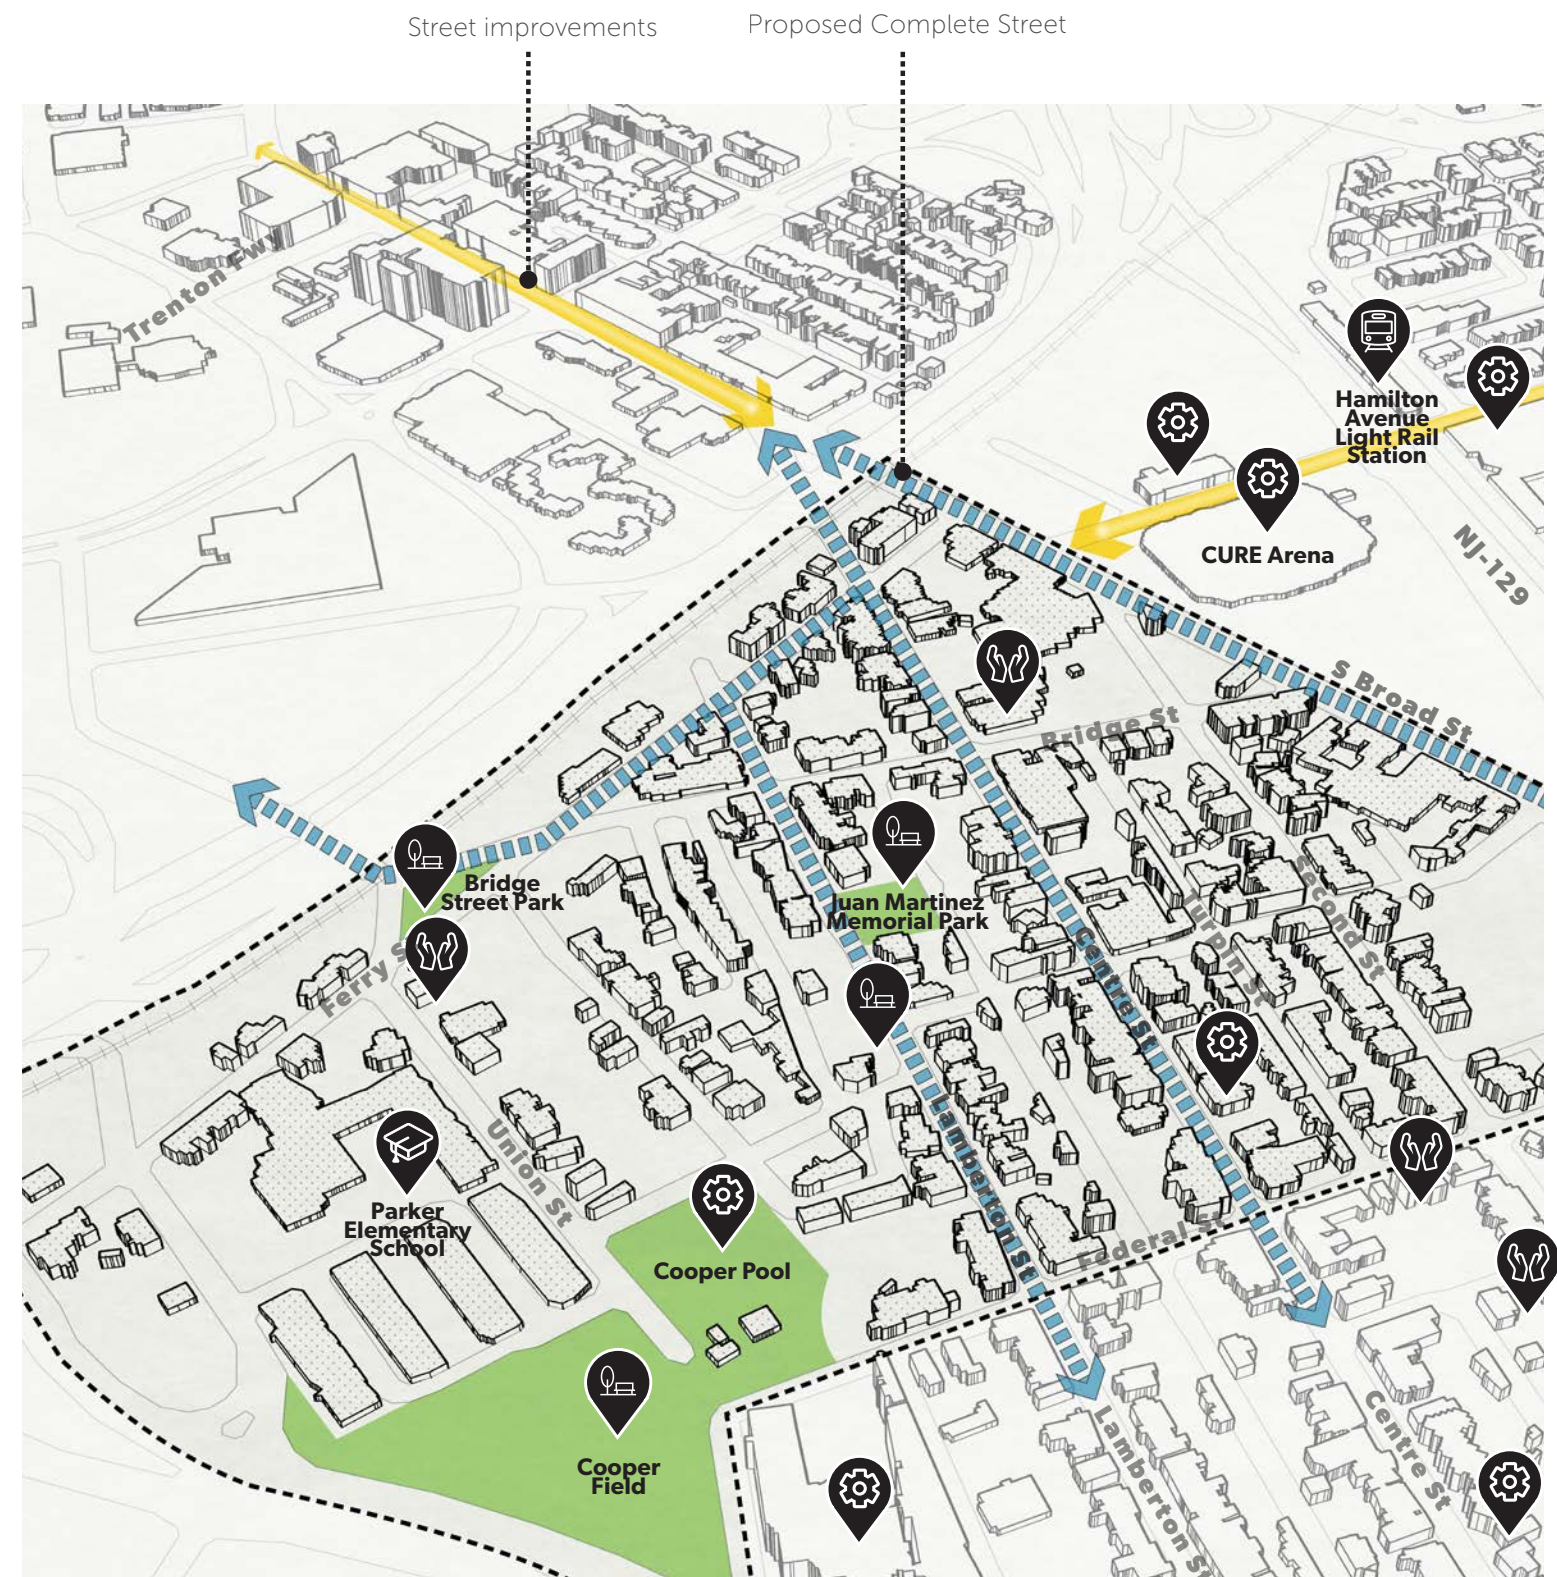 Street improvements
Proposed Complete Street
Trenton Fwy
Hamilton
Avenue
Light Rail
Station
CURE Arena
NJ-129
S Broad St
Bridge St
Bridge
Street Park
Juan Martinez
Memorial Park
Second St
Turpin St
Centre St
Ferry S
Union St
Lamberton St
Parker
Elementary
School
Federal St
Cooper Pool
Cooper
Field
Centre St
Lamberton St